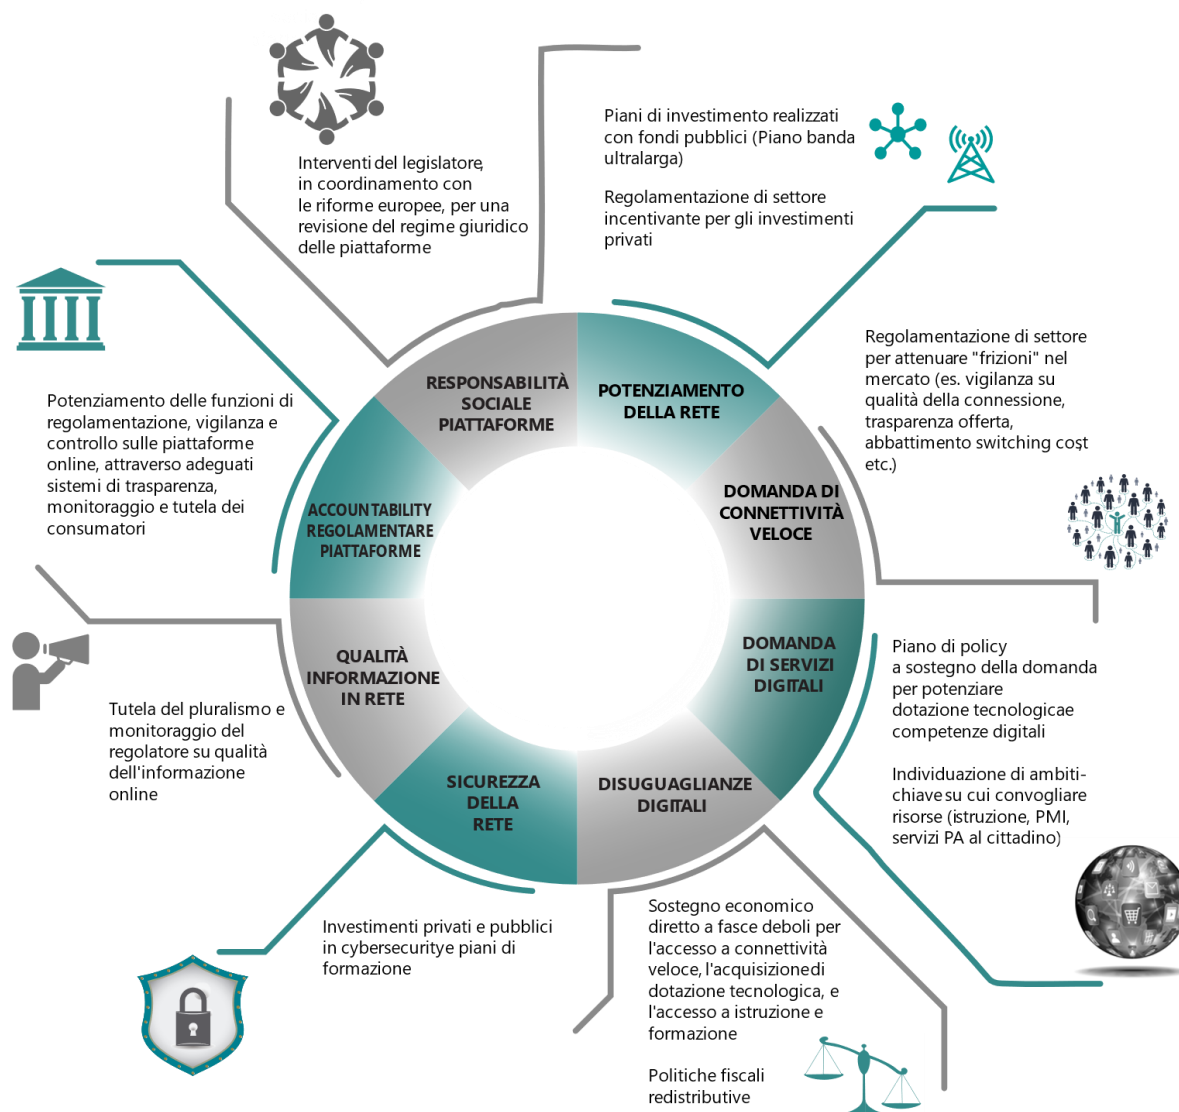 Interventi del legislatore,
in coordinamento con
le riforme europee, per una
revisione del regime giuridico
delle piattaforme
Piani di investimento realizzati
con fondi pubblici (Piano banda
ultralarga)
Regolamentazione di settore
incentivante per gli investimenti
privati
Regolamentazione di settore
per attenuare "frizioni" nel
mercato (es. vigilanza su
qualità della connessione,
trasparenza offerta,
abbattimento switching cost
etc.)
Potenziamento delle funzioni di
regolamentazione, vigilanza e
controllo sulle piattaforme
online, attraverso adeguati
sistemi di trasparenza,
monitoraggio e tutela dei
consumatori
RESPONSABILITÀ
SOCIALE
PIATTAFORME
POTENZIAMENTO
DELLA RETE
DOMANDA DI
CONNETTIVITÀ
VELOCE
ACCOUNTABILITY
REGOLAMENTARE
PIATTAFORME
DOMANDA
DI SERVIZI
DIGITALI
QUALITÀ
INFORMAZIONE
IN RETE
SICUREZZA
DELLA
RETE
DISUGUAGLIANZE
DIGITALI
Piano di policy
a sostegno della domanda
per potenziare
dotazione tecnologicae
competenze digitali
Individuazione di ambiti-
chiave su cui convogliare
risorse (istruzione, PMI,
servizi PA al cittadino)
Tutela del pluralismo e
monitoraggio del
regolatore su qualità
dell'informazione
online
Investimenti privati e pubblici
in cybersecuritye piani di
formazione
Sostegno economico
diretto a fasce deboli per
l'accesso a connettività
veloce, l'acquisizione di
dotazione tecnologica, e
l'accesso a istruzione e
formazione
Politiche fiscali
redistributive